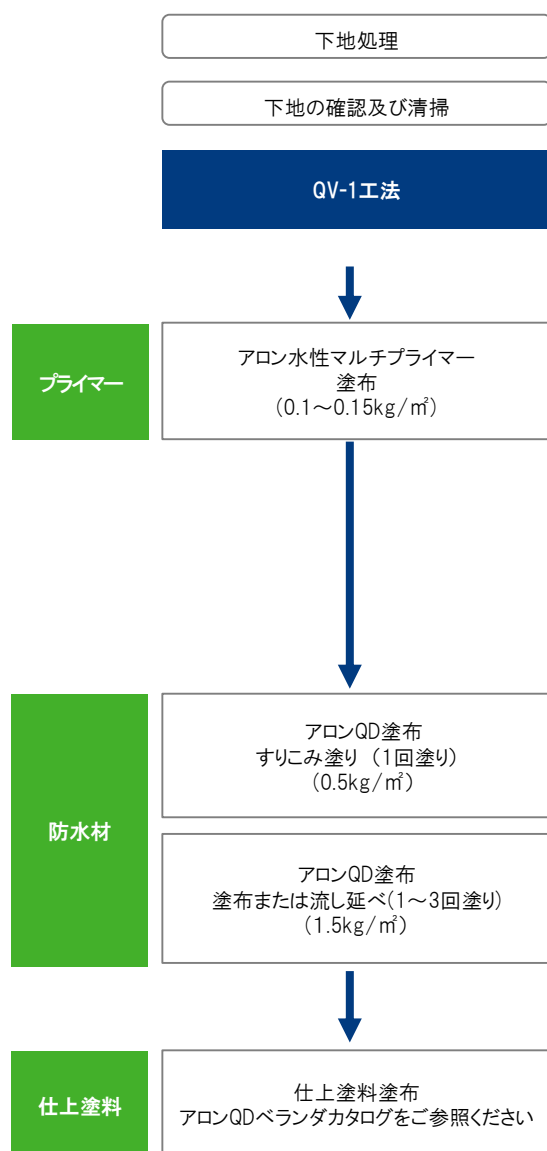 下地処理
下地の確認及び清掃
QV-1工法
プライマー
アロン水性マルチプライマー
塗布
（0.1～0.15kg/㎡）
防水材
アロンQD塗布
すりこみ塗り （1回塗り）
（0.5kg/㎡）
アロンQD塗布
塗布または流し延べ(1～3回塗り)
（1.5kg/㎡）
仕上塗料
仕上塗料塗布
アロンQDベランダカタログをご参照ください